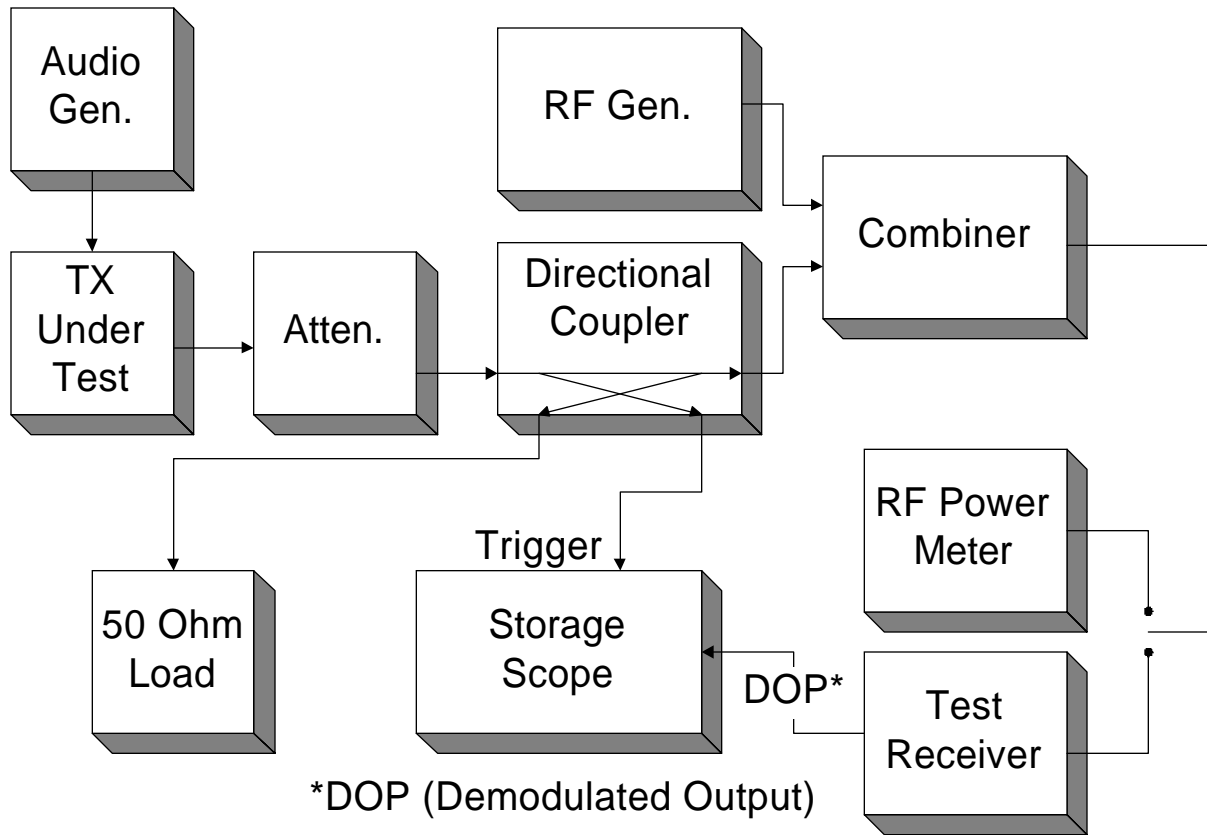 Audio
Gen.
RF Gen.
Combiner
TX
Under
Test
Atten.
Directional
Coupler
RF Power
Meter
Trigger
50 Ohm
Load
Storage
Scope
DOP*
Test
Receiver
*DOP (Demodulated Output)